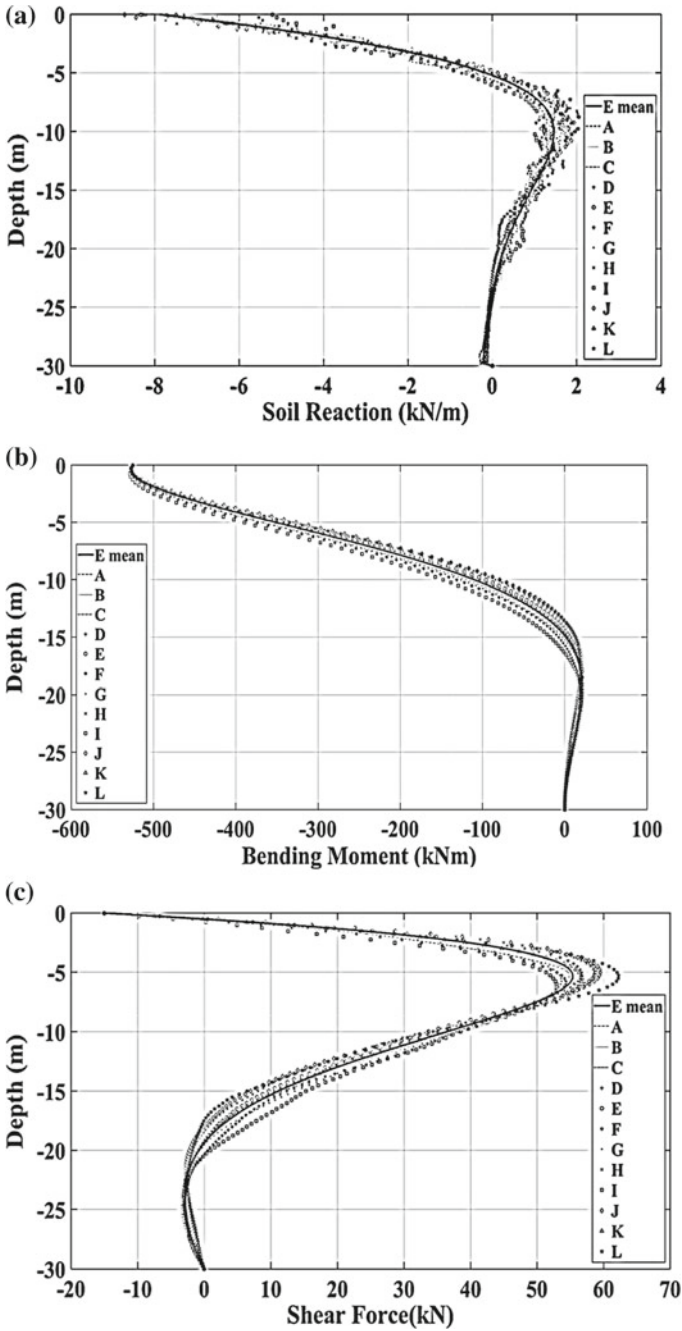 (a)
0
-5
-10
-15
-20
-25
-30
Depth (m)
-10 -8 -6 -4 -2 0 2 4
Soil Reaction (kN/m)
E mean
A
B
C
D
E
F
G
H
I
J
K
L
(b)
0
-5
-10
-15
-20
-25
-30
Depth (m)
-600 -500 -400 -300 -200 -100 0 100
Bending Moment (kNm)
E mean
A
B
C
D
E
F
G
H
I
J
K
L
(c)
0
-5
-10
-15
-20
-25
-30
Depth (m)
-20 -10 0 10 20 30 40 50 60 70
Shear Force(kN)
E mean
A
B
C
D
E
F
G
H
I
J
K
L